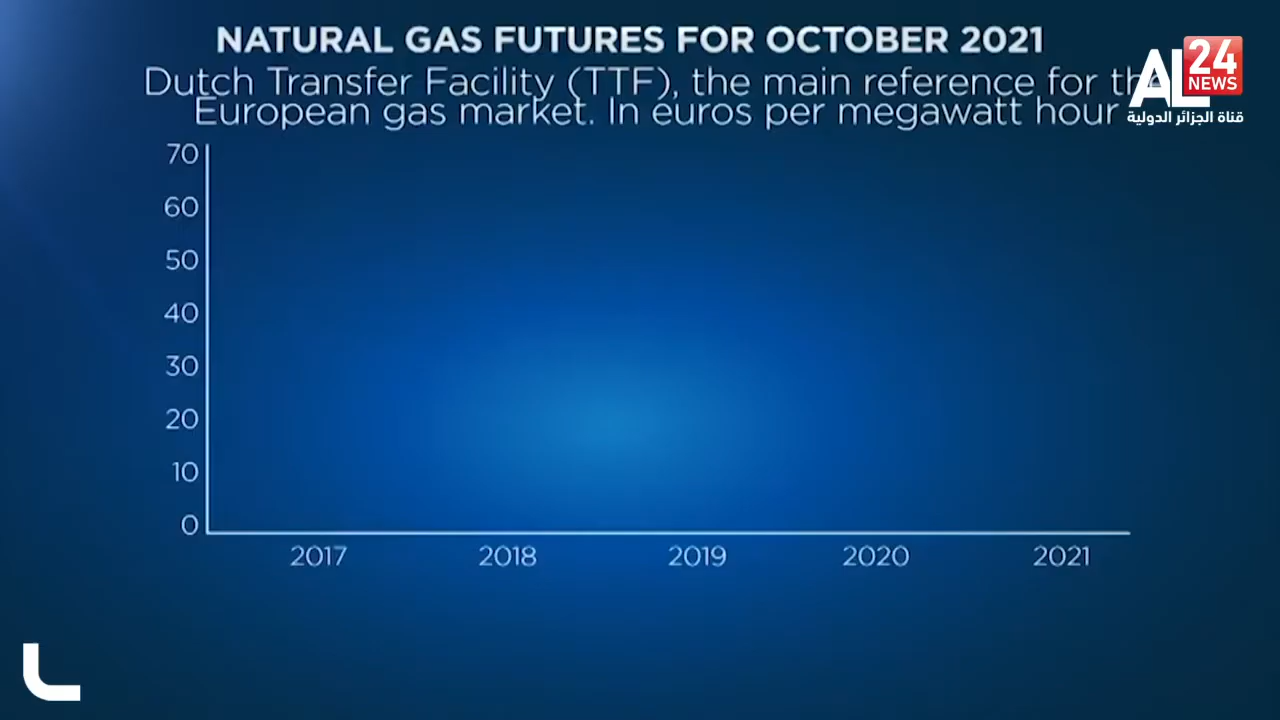 NATURAL GAS FUTURES FOR OCTOBER 2021
Dutch Transfer Facility (TTF), the main reference for the
European gas market. In euros per megawatt hour
AL
24
NEWS
قناة الجزائر الدولية
70
60
50
40
30
20
10
0
2017 2018 2019 2020 2021